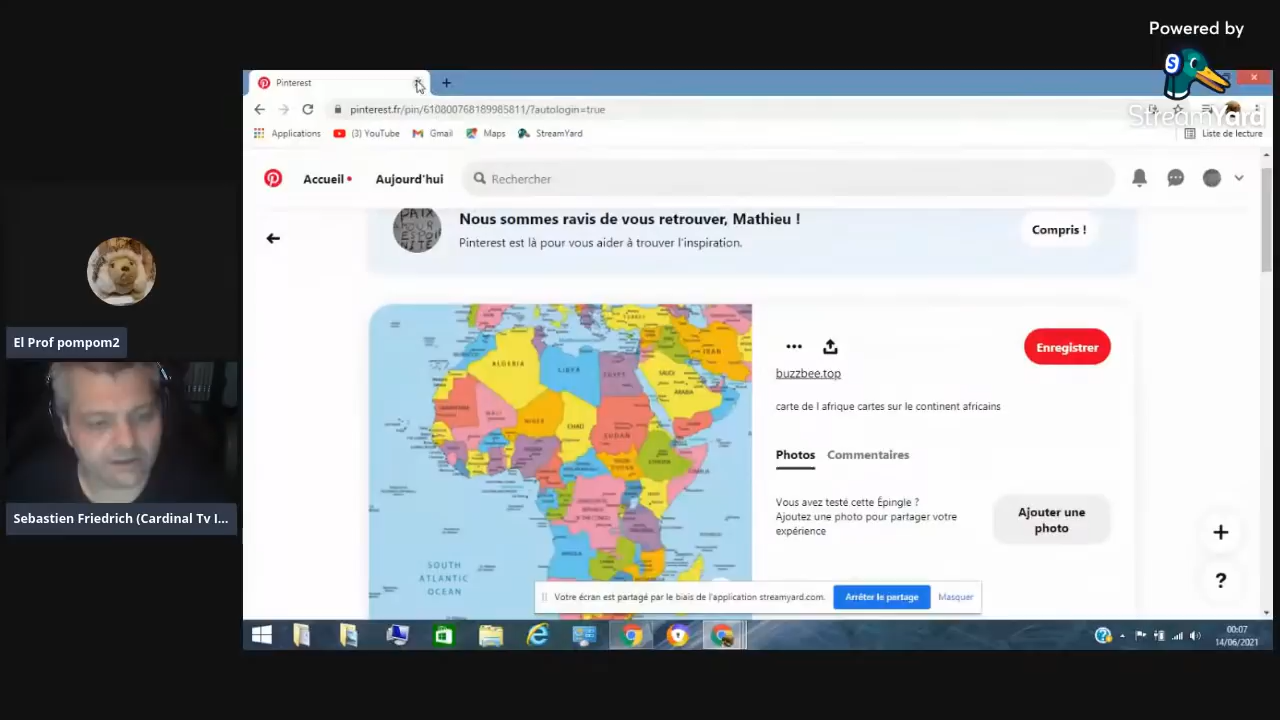 Powered by
StreamYard
Pinterest
pinterest.fr/pin/610800768189985811/?autologin=true
Applications
(3) YouTube
Gmail
Maps
StreamYard
Liste de lecture
Accueil
Aujourd'hui
Rechercher
PAIX
Nous sommes ravis de vous retrouver, Mathieu !
Pinterest est là pour vous aider à trouver l'inspiration.
Compris !
El Prof pompom2
Sebastien Friedrich (Cardinal Tv I...
Enregistrer
buzzbee.top
carte de l afrique cartes sur le continent africains
Photos
Commentaires
Vous avez testé cette Épingle ?
Ajoutez une photo pour partager votre
expérience
Ajouter une
photo
ALGERIA
LIBYA
EGYPT
SAUDI
ARABIA
IRAN
MALI
NIGER
CHAD
SUDAN
ANGOLA
SOUTH
ATLANTIC
OCEAN
Votre écran est partagé par le biais de l'application streamyard.com.
Arrêter le partage
Masquer
00:07
14/06/2021